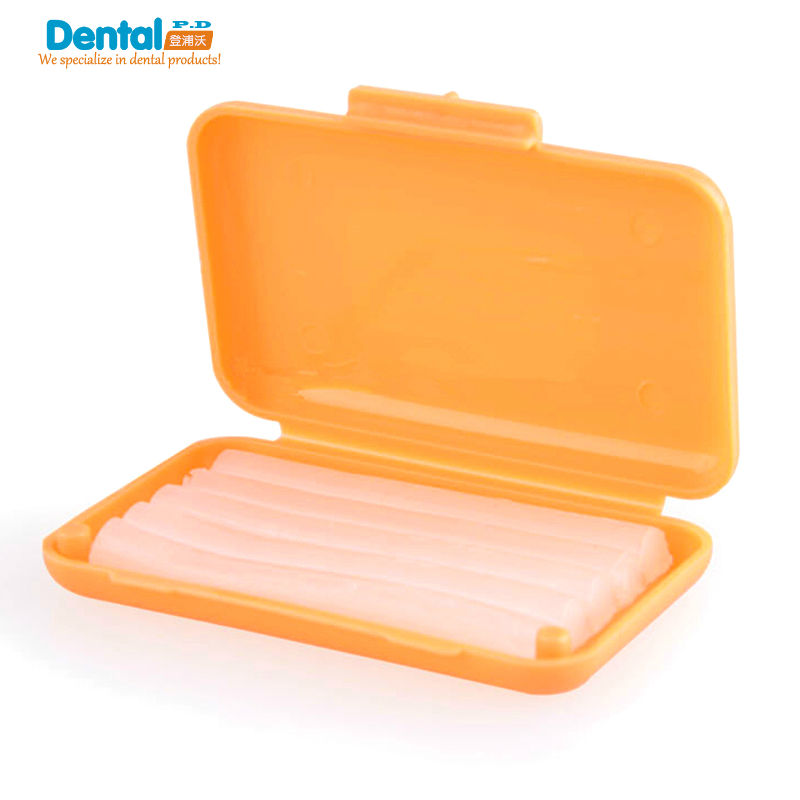 Dental P.D
登浦沃
We specialize in dental products!